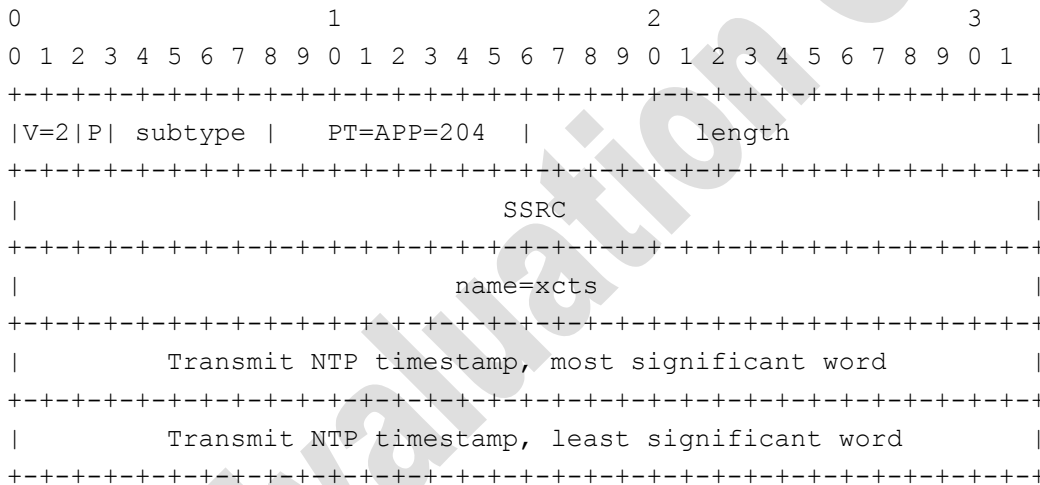 0 1 2 3
0 1 2 3 4 5 6 7 8 9 0 1 2 3 4 5 6 7 8 9 0 1 2 3 4 5 6 7 8 9 0 1
+-+-+-+-+-+-+-+-+-+-+-+-+-+-+-+-+-+-+-+-+-+-+-+-+-+-+-+-+-+-+-+-+
|V=2|P| subtype | PT=APP=204 | length |
+-+-+-+-+-+-+-+-+-+-+-+-+-+-+-+-+-+-+-+-+-+-+-+-+-+-+-+-+-+-+-+-+
| SSRC |
+-+-+-+-+-+-+-+-+-+-+-+-+-+-+-+-+-+-+-+-+-+-+-+-+-+-+-+-+-+-+-+-+
| name=xcts |
+-+-+-+-+-+-+-+-+-+-+-+-+-+-+-+-+-+-+-+-+-+-+-+-+-+-+-+-+-+-+-+-+
| Transmit NTP timestamp, most significant word |
+-+-+-+-+-+-+-+-+-+-+-+-+-+-+-+-+-+-+-+-+-+-+-+-+-+-+-+-+-+-+-+-+
| Transmit NTP timestamp, least significant word |
+-+-+-+-+-+-+-+-+-+-+-+-+-+-+-+-+-+-+-+-+-+-+-+-+-+-+-+-+-+-+-+-+